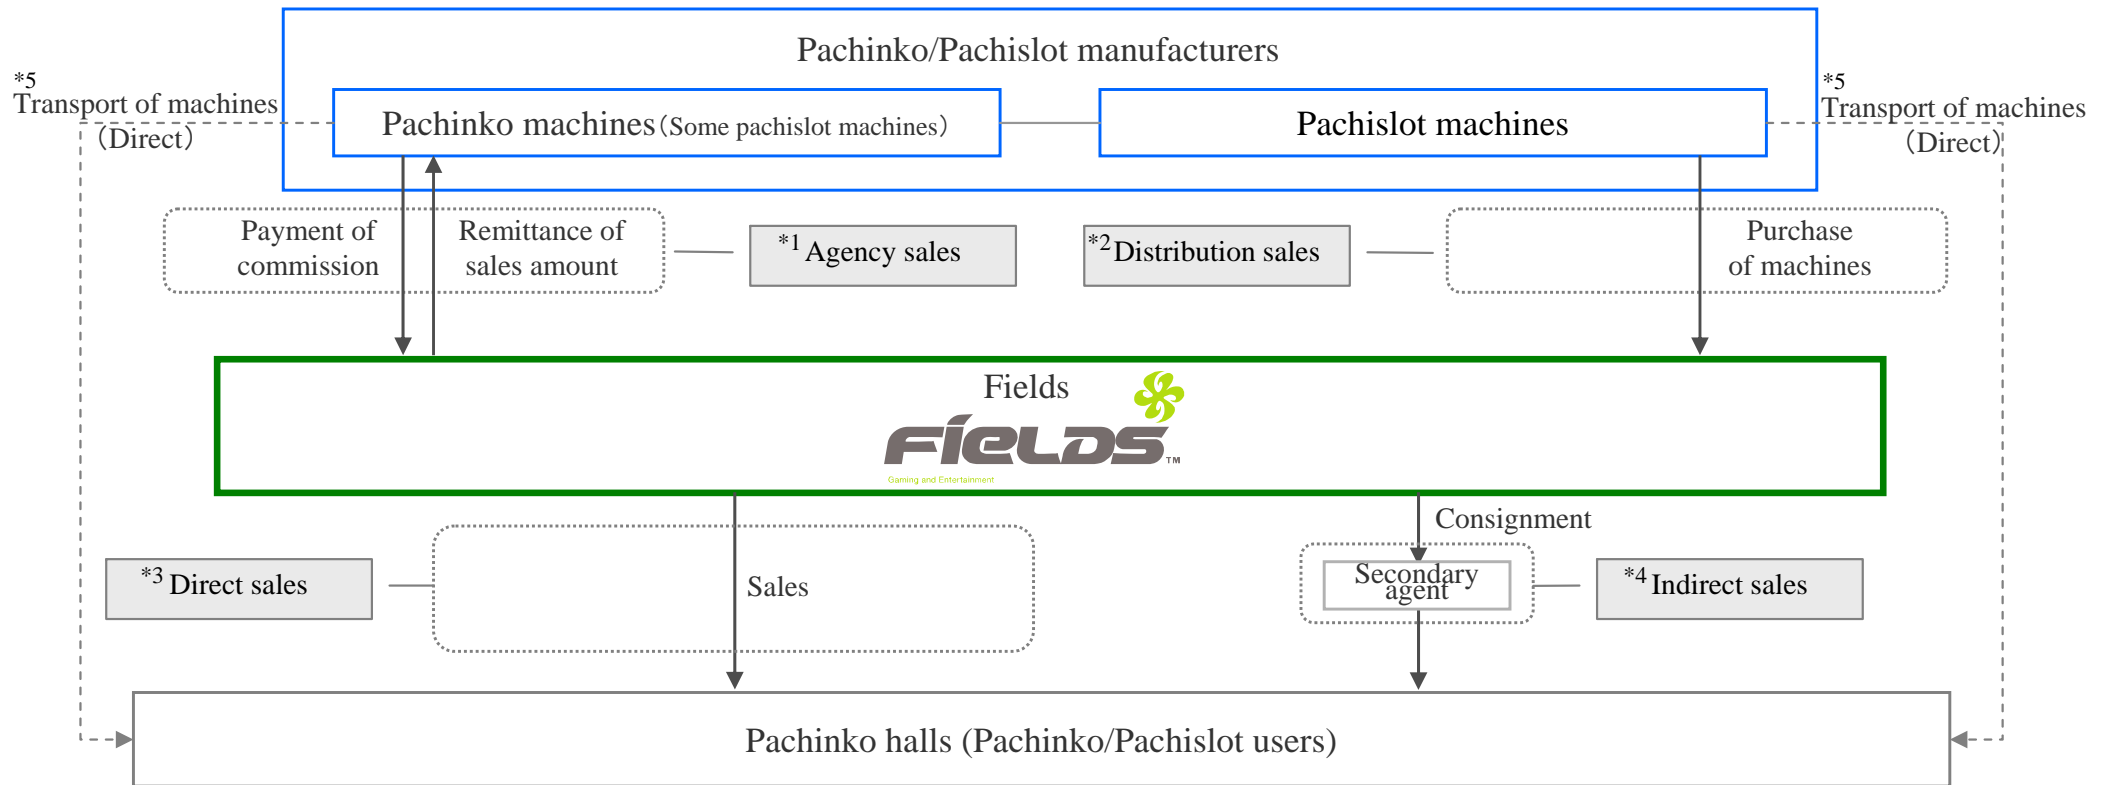 Pachinko/Pachislot manufacturers
*5
Transport of machines
（Direct）
Pachinko machines（Some pachislot machines）
Pachislot machines
*5
Transport of machines
（Direct）
Payment of
commission
Remittance of
sales amount
*1 Agency sales
*2 Distribution sales
Purchase
of machines
Fields
FIELDS TM
Gaming and Entertainment
Consignment
*3 Direct sales
Sales
Secondary
agent
*4 Indirect sales
Pachinko halls (Pachinko/Pachislot users)